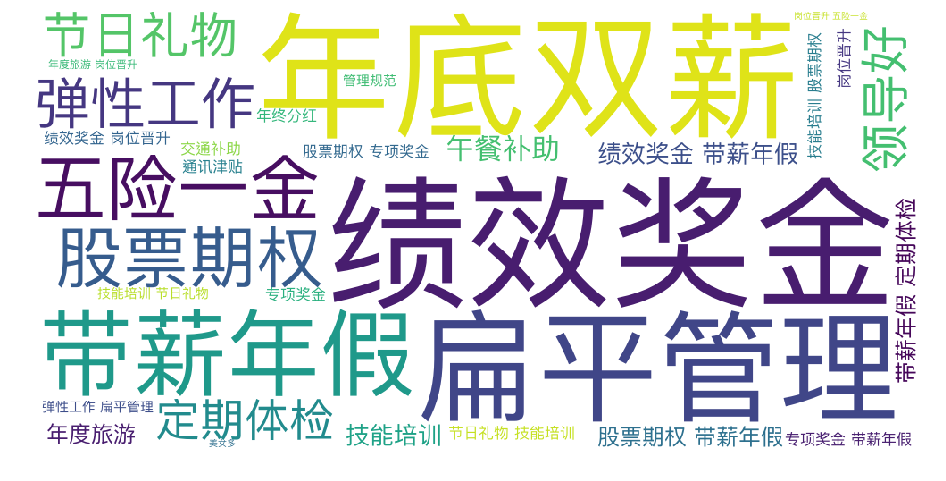 节日礼物
年底双薪
岗位晋升 五险一金
年度旅游 岗位晋升
管理规范
技能培训 股票期权
岗位晋升
领导好
弹性工作
年终分红
绩效奖金 岗位晋升
交通补助
通讯津贴
股票期权 专项奖金
午餐补助
绩效奖金 带薪年假
五险一金
绩效奖金
股票期权
带薪年假 定期体检
技能培训 节日礼物
专项奖金
带薪年假
扁平管理
弹性工作 扁平管理
定期体检
年度旅游
美女多
技能培训
节日礼物 技能培训
股票期权 带薪年假
专项奖金 带薪年假